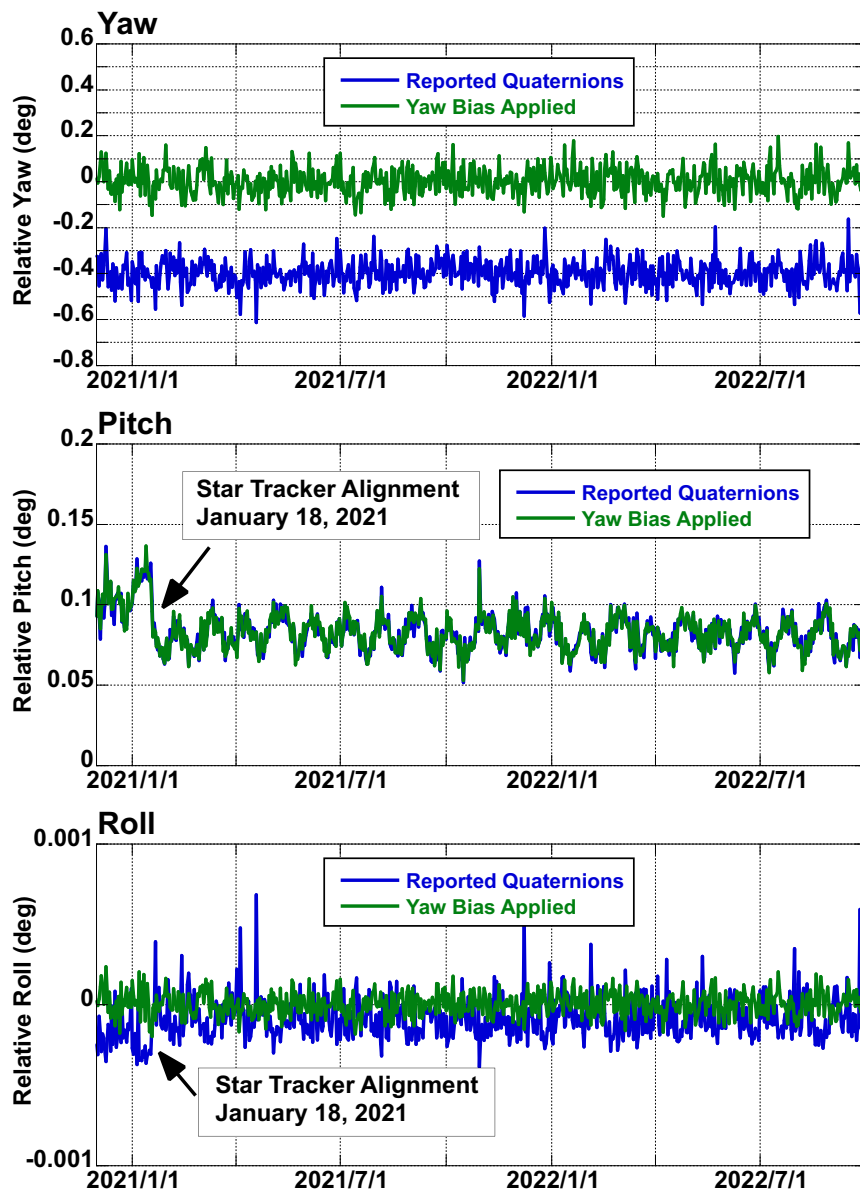 Yaw
0.6
0.4
Reported Quaternions
Yaw Bias Applied
0.2
0
-0.2
-0.4
-0.6
-0.8
Relative Yaw (deg)
2021/1/1 2021/7/1 2022/1/1 2022/7/1
Pitch
0.2
Star Tracker Alignment
January 18, 2021
Reported Quaternions
Yaw Bias Applied
0.15
0.1
0.05
0
Relative Pitch (deg)
2021/1/1 2021/7/1 2022/1/1 2022/7/1
Roll
0.001
Reported Quaternions
Yaw Bias Applied
0
Star Tracker Alignment
January 18, 2021
-0.001
Relative Roll (deg)
2021/1/1 2021/7/1 2022/1/1 2022/7/1